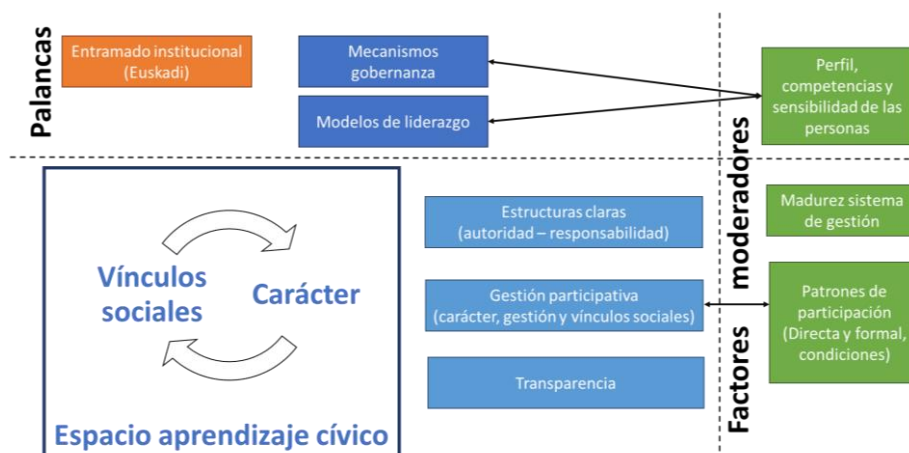 Palancas
Entramado institucional
(Euskadi)
Mecanismos
gobernanza
Modelos de liderazgo
Perfil,
competencias y
sensibilidad de las
personas
Vínculos
sociales
Carácter
Espacio aprendizaje cívico
Estructuras claras
(autoridad – responsabilidad)
Gestión participativa
(carácter, gestión y vínculos sociales)
Transparencia
Factores moderadores
Madurez sistema
de gestión
Patrones de
participación
(Directa y formal,
condiciones)